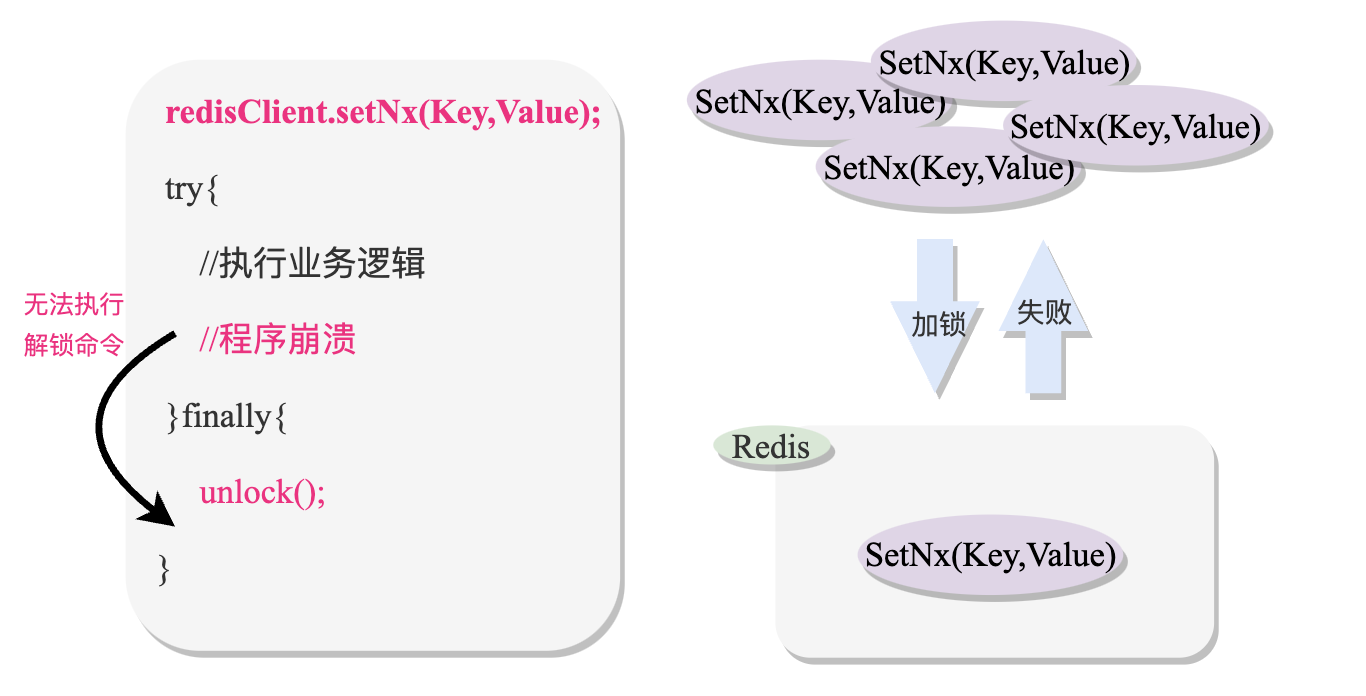 redisClient.setNx(Key,Value);
try{
//执行业务逻辑
无法执行
解锁命令
//程序崩溃
}finally{
unlock();
}
SetNx(Key,Value)
SetNx(Key,Value)
SetNx(Key,Value)
SetNx(Key,Value)
加锁
失败
Redis
SetNx(Key,Value)